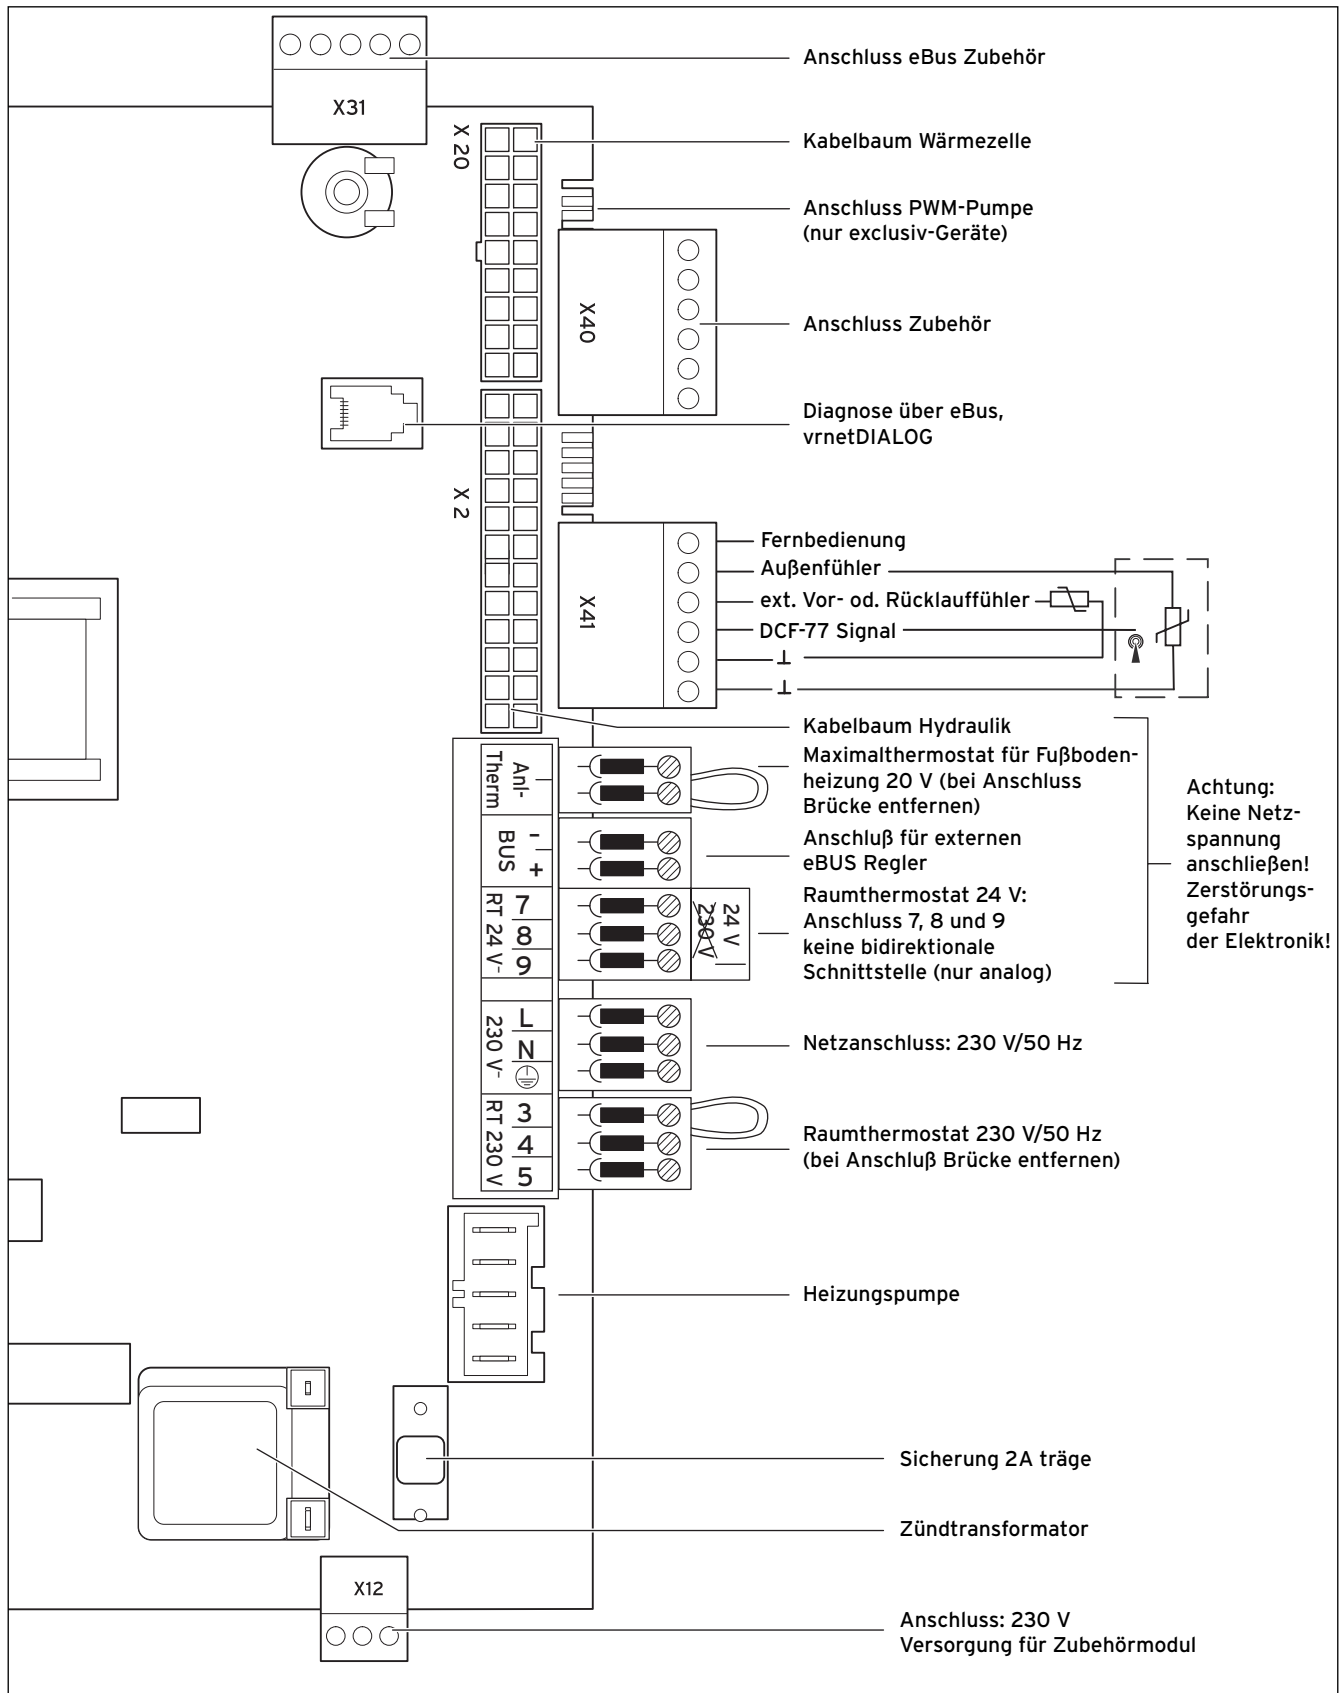 Anschluss eBus Zubehör
X31
X 20
Kabelbaum Wärmezelle
Anschluss PWM-Pumpe
(nur exclusiv-Geräte)
X40
Anschluss Zubehör
Diagnose über eBus,
vrnetDIALOG
X 2
X41
Fernbedienung
Außenfühler
ext. Vor- od. Rücklauffühler
DCF-77 Signal
Kabelbaum Hydraulik
Anl-
Therm
Maximalthermostat für Fußboden-
heizung 20 V (bei Anschluss
Brücke entfernen)
BUS
-
+
Anschluß für externen
eBUS Regler
RT 24 V~
7
8
9
24 V
230 V
Raumthermostat 24 V:
Anschluss 7, 8 und 9
keine bidirektionale
Schnittstelle (nur analog)
Achtung:
Keine Netz-
spannung
anschließen!
Zerstörungs-
gefahr
der Elektronik!
230 V~
L
N
Netzanschluss: 230 V/50 Hz
RT 230 V
3
4
5
Raumthermostat 230 V/50 Hz
(bei Anschluß Brücke entfernen)
Heizungspumpe
Sicherung 2A träge
Zündtransformator
X12
Anschluss: 230 V
Versorgung für Zubehörmodul